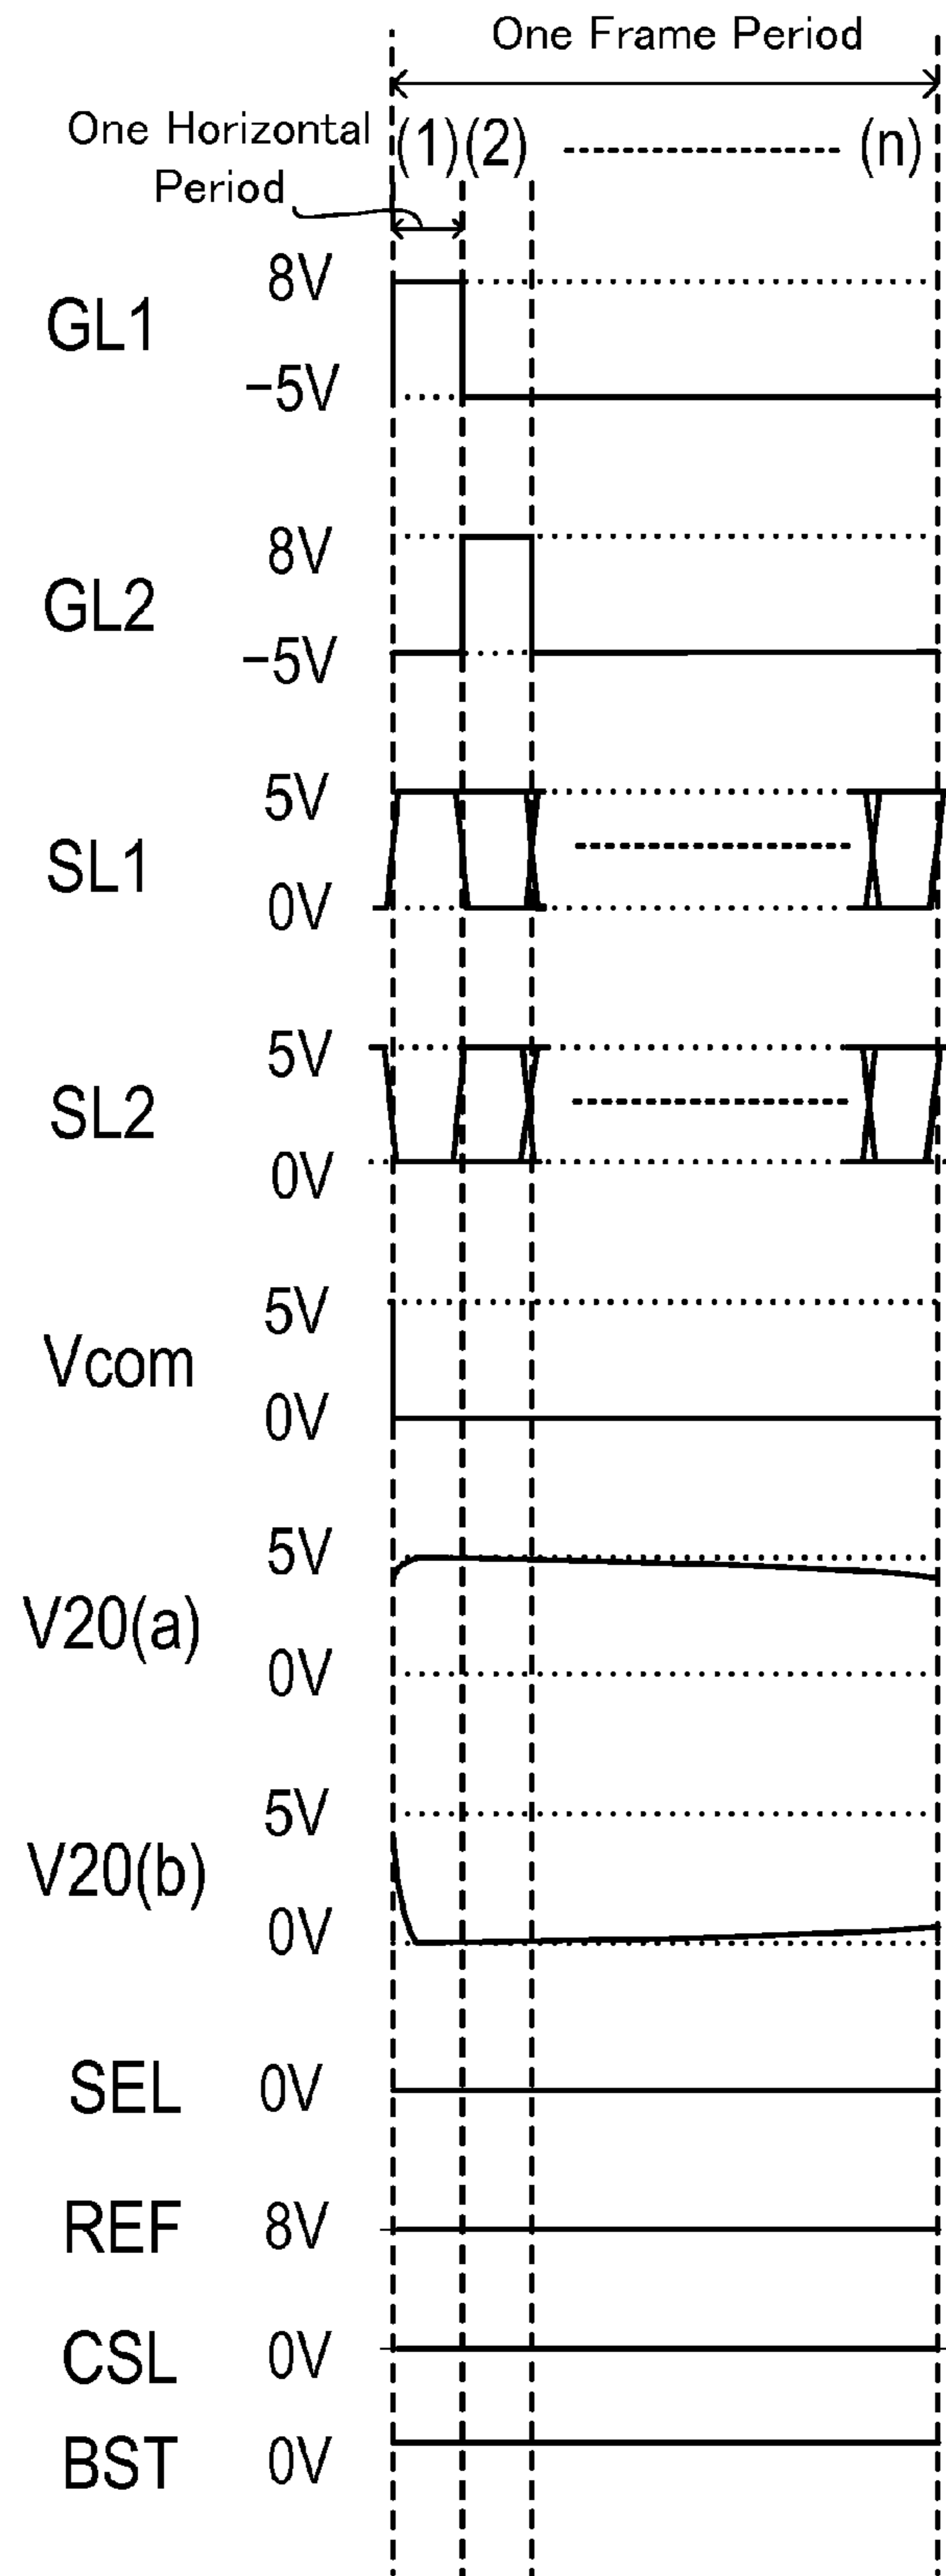 One Frame Period
One Horizontal
Period
(1) (2) (n)
8V
GL1
−5V
8V
GL2
−5V
5V
SL1
0V
5V
SL2
0V
5V
Vcom
0V
5V
V20(a)
0V
5V
V20(b)
0V
SEL 0V
REF 8V
CSL 0V
BST 0V